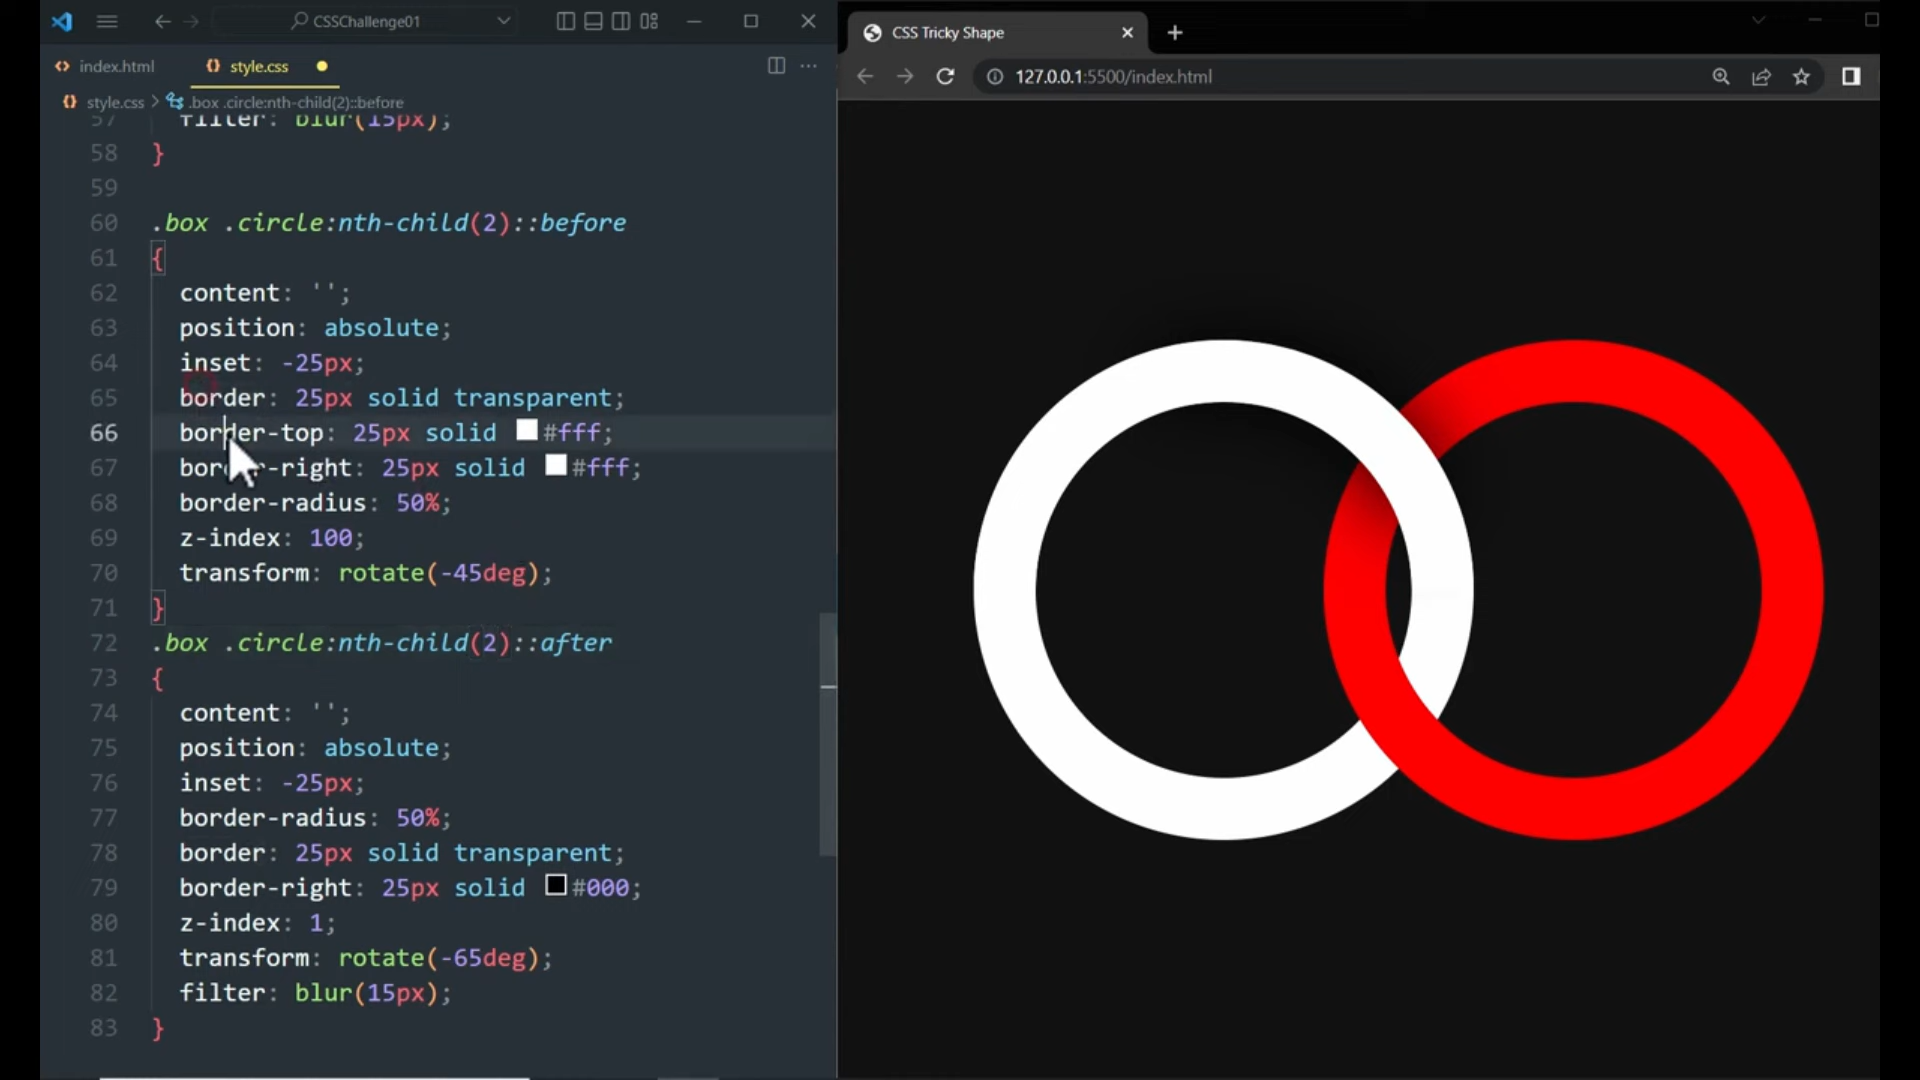 CSSChallenge01
index.html
style.css
style.css > .box .circle:nth-child(2)::before
57 filter: blur(15px);
58 }
59
60 .box .circle:nth-child(2)::before
61 {
62 content: '';
63 position: absolute;
64 inset: -25px;
65 border: 25px solid transparent;
66 border-top: 25px solid #fff;
67 border-right: 25px solid #fff;
68 border-radius: 50%;
69 z-index: 100;
70 transform: rotate(-45deg);
71 }
72 .box .circle:nth-child(2)::after
73 {
74 content: '';
75 position: absolute;
76 inset: -25px;
77 border-radius: 50%;
78 border: 25px solid transparent;
79 border-right: 25px solid #000;
80 z-index: 1;
81 transform: rotate(-65deg);
82 filter: blur(15px);
83 }
CSS Tricky Shape
127.0.0.1:5500/index.html